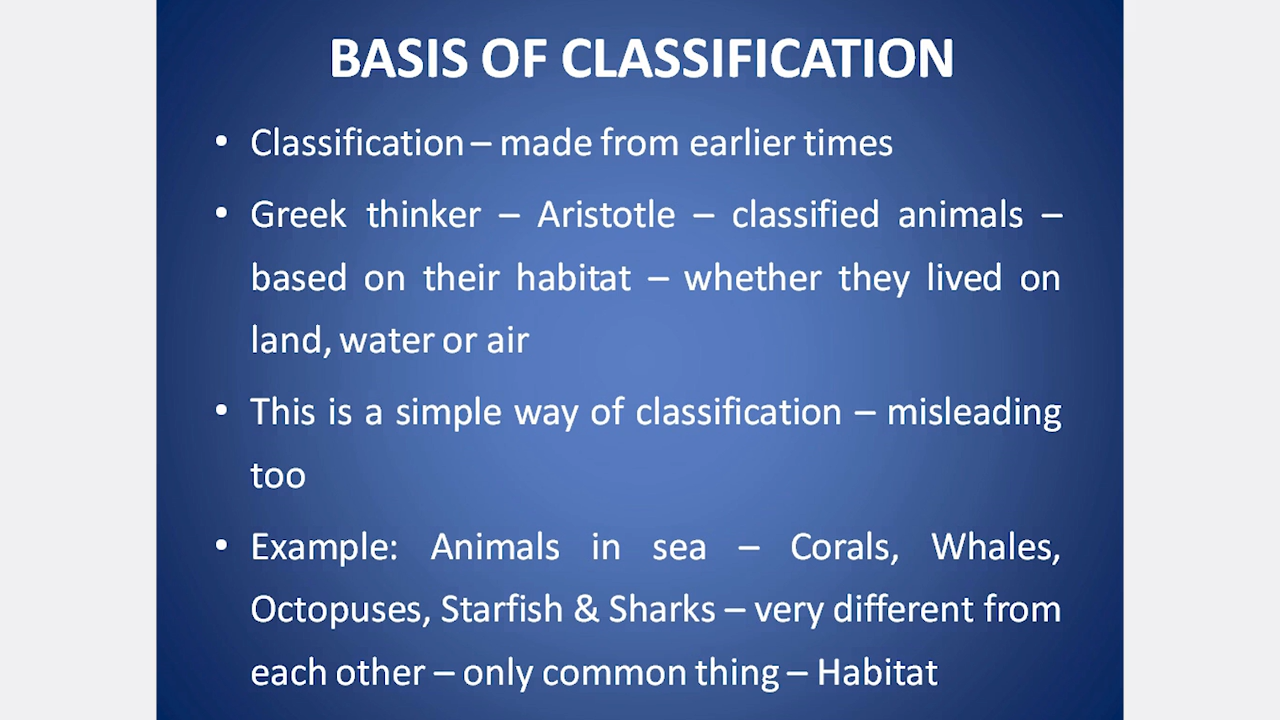 BASIS OF CLASSIFICATION
• Classification – made from earlier times
• Greek thinker – Aristotle – classified animals –
based on their habitat – whether they lived on
land, water or air
• This is a simple way of classification – misleading
too
• Example: Animals in sea – Corals, Whales,
Octopuses, Starfish & Sharks – very different from
each other – only common thing – Habitat